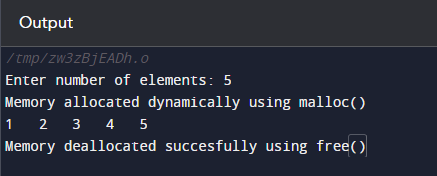 Output
/tmp/zw3zBjEADh.o
Enter number of elements: 5
Memory allocated dynamically using malloc()
1   2   3   4   5
Memory deallocated succesfully using free()